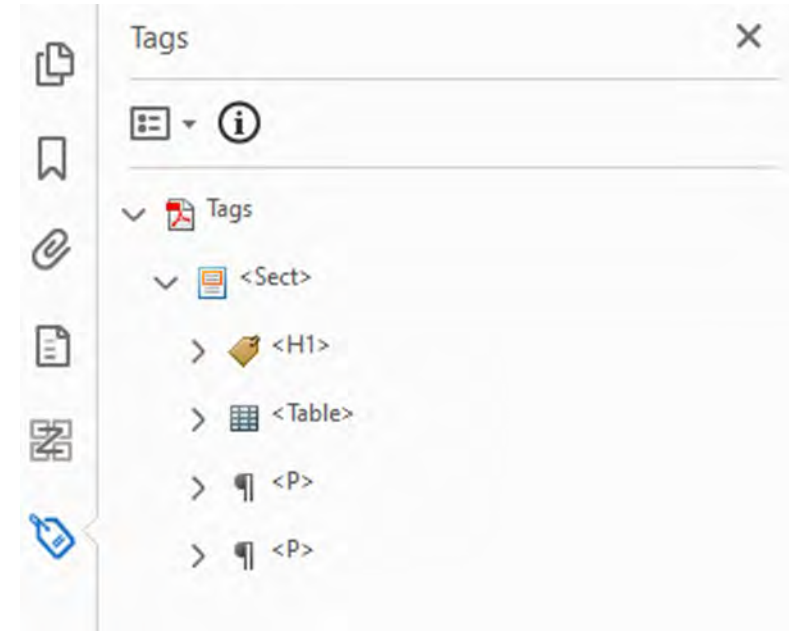 Tags
Tags
<Sect>
<H1>
<Table>
<P>
<P>